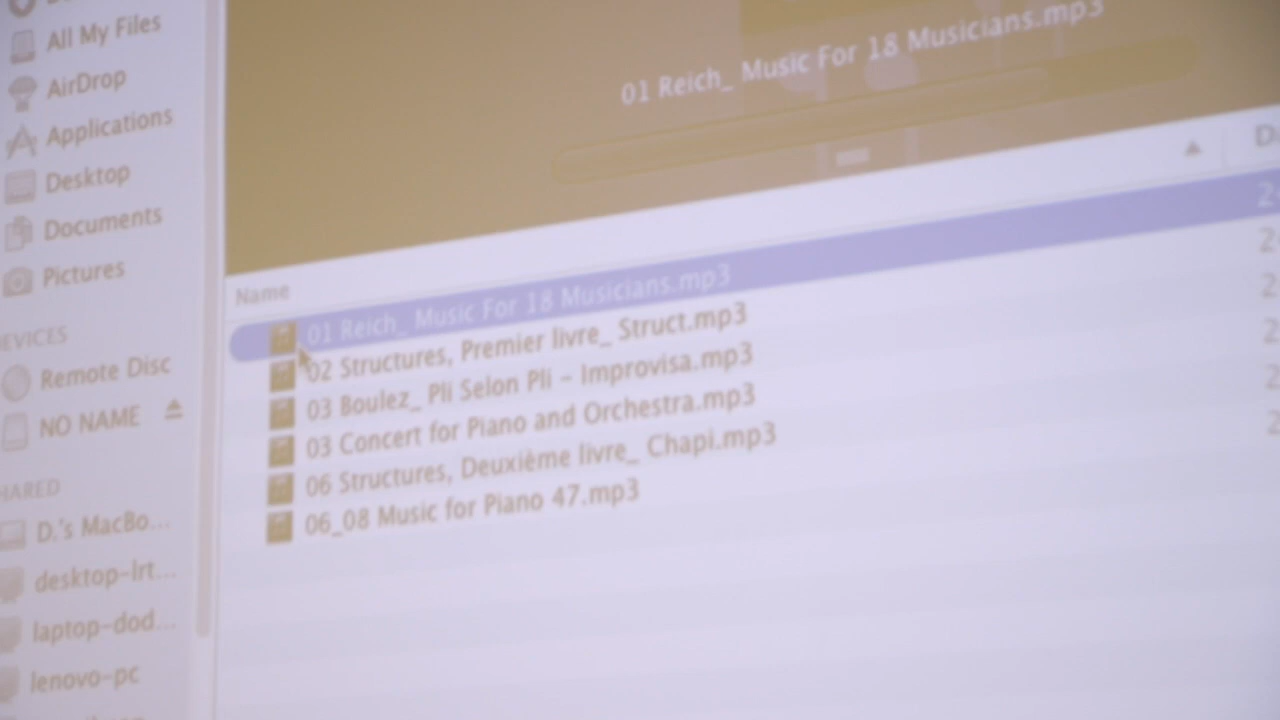 All My Files
AirDrop
Applications
Desktop
Documents
Pictures
EVICES
Remote Disc
NO NAME
HARED
D.'s MacBo...
desktop-lrt...
laptop-dod...
lenovo-pc
01 Reich_ Music For 18 Musicians.mp3
Name
01 Reich_ Music For 18 Musicians.mp3
02 Structures, Premier livre_ Struct.mp3
03 Boulez_ Pli Selon Pli - Improvisa.mp3
03 Concert for Piano and Orchestra.mp3
06 Structures, Deuxième livre_ Chapi.mp3
06_08 Music for Piano 47.mp3